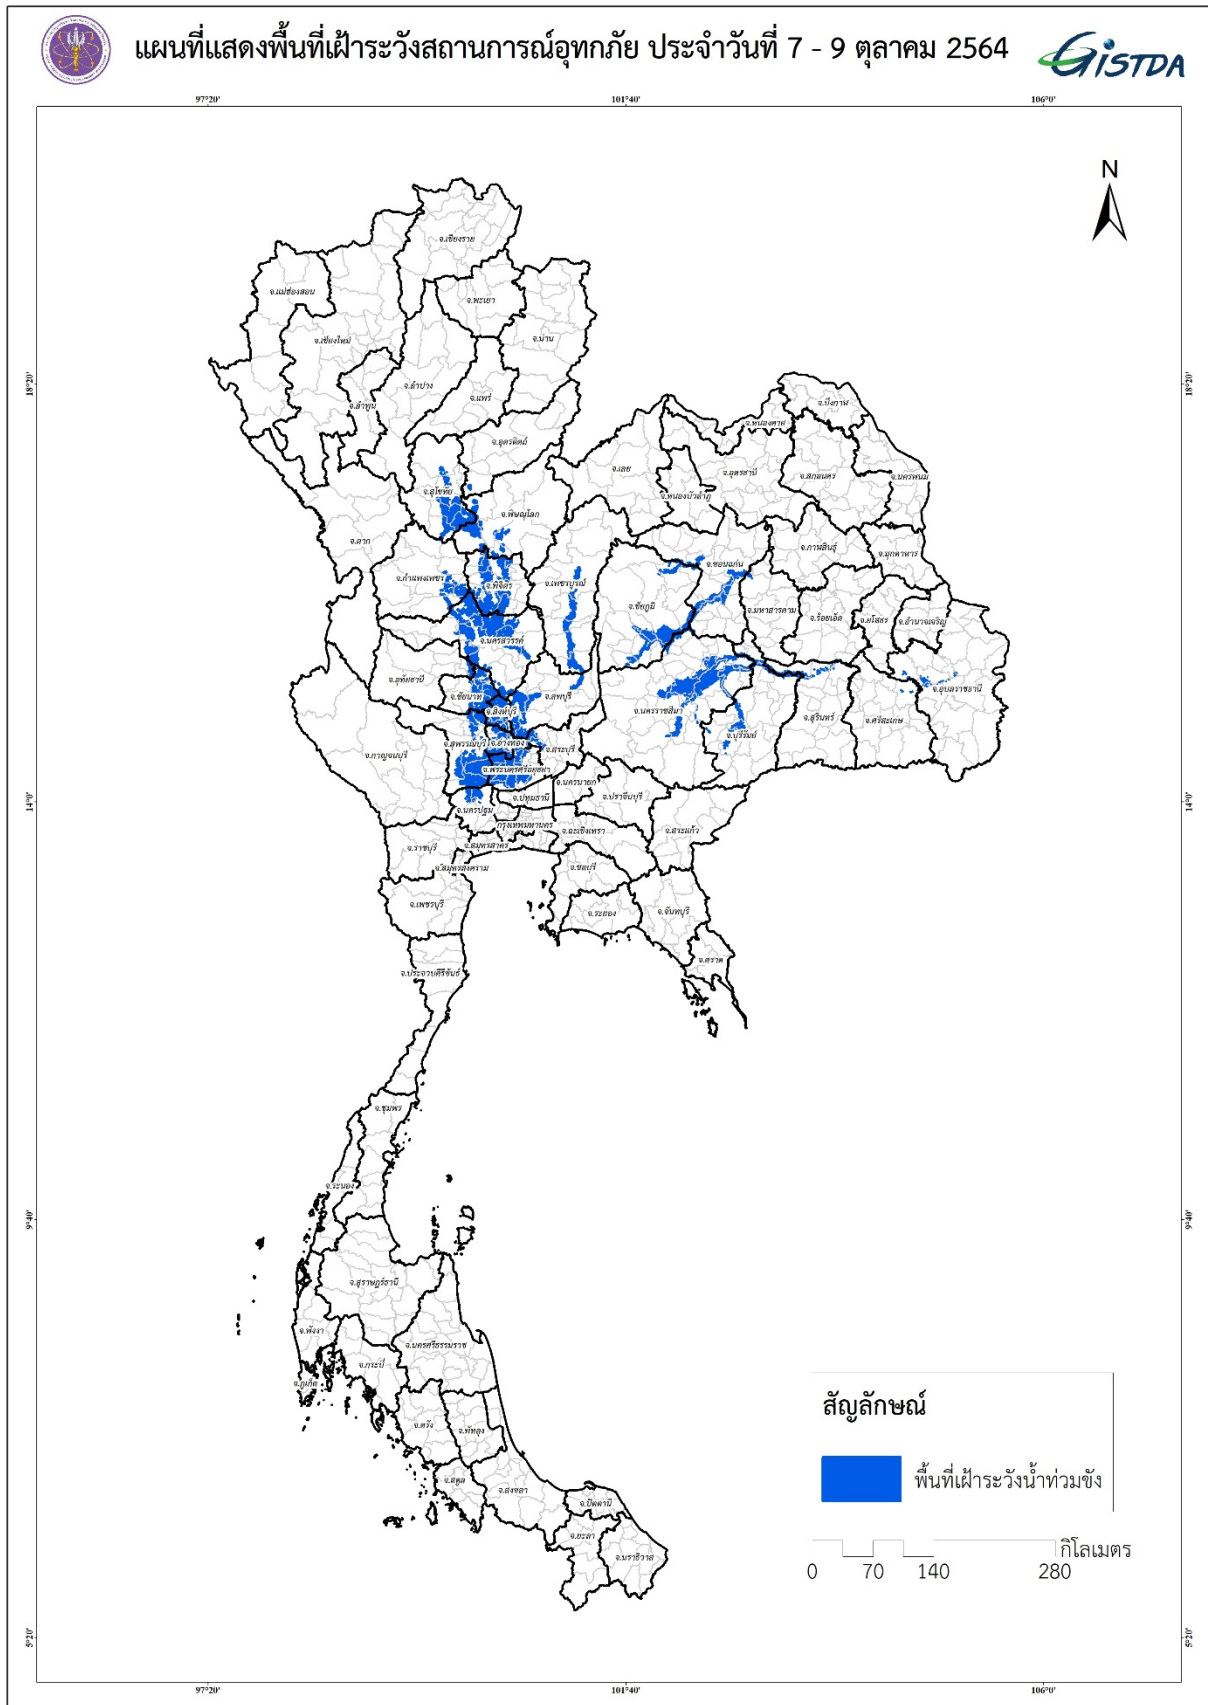 แผนที่แสดงพื้นที่เฝ้าระวังสถานการณ์อุทกภัย ประจำวันที่ 7 - 9 ตุลาคม 2564
GISTDA
97°20' 101°40' 106°0'
N
จ.เชียงราย
จ.แม่ฮ่องสอน
จ.พะเยา
จ.เชียงใหม่
จ.น่าน
18°20' 18°20'
จ.ลำปาง
จ.ลำพูน
จ.แพร่
จ.บึงกาฬ
จ.หนองคาย
จ.อุตรดิตถ์
จ.เลย
จ.อุดรธานี
จ.สกลนคร
จ.นครพนม
จ.สุโขทัย
จ.หนองบัวลำภู
จ.พิษณุโลก
จ.ตาก
จ.กาฬสินธุ์
จ.มุกดาหาร
จ.ขอนแก่น
จ.กำแพงเพชร
จ.พิจิตร
จ.เพชรบูรณ์
จ.ชัยภูมิ
จ.มหาสารคาม
จ.ร้อยเอ็ด
จ.ยโสธร
จ.อำนาจเจริญ
จ.นครสวรรค์
จ.อุทัยธานี
จ.ชัยนาท
จ.ลพบุรี
จ.อุบลราชธานี
จ.สิงห์บุรี
จ.นครราชสีมา
จ.สุรินทร์
จ.ศรีสะเกษ
จ.บุรีรัมย์
จ.สุพรรณบุรี
จ.อ่างทอง
จ.สระบุรี
จ.กาญจนบุรี
จ.พระนครศรีอยุธยา
จ.นครนายก
จ.ปทุมธานี
จ.ปราจีนบุรี
14°0' 14°0'
จ.นครปฐม
กรุงเทพมหานคร
จ.ฉะเชิงเทรา
จ.สระแก้ว
จ.ราชบุรี
จ.สมุทรสาคร
จ.สมุทรสงคราม
จ.ชลบุรี
จ.เพชรบุรี
จ.ระยอง
จ.จันทบุรี
จ.ตราด
จ.ประจวบคีรีขันธ์
จ.ชุมพร
จ.ระนอง
9°40' 9°40'
จ.สุราษฎร์ธานี
จ.พังงา
จ.นครศรีธรรมราช
จ.กระบี่
จ.ภูเก็ต
จ.ตรัง
จ.พัทลุง
จ.สตูล
จ.สงขลา
จ.ปัตตานี
จ.ยะลา
จ.นราธิวาส
สัญลักษณ์
พื้นที่เฝ้าระวังน้ำท่วมขัง
กิโลเมตร
0 70 140 280
5°20' 5°20'
97°20' 101°40' 106°0'